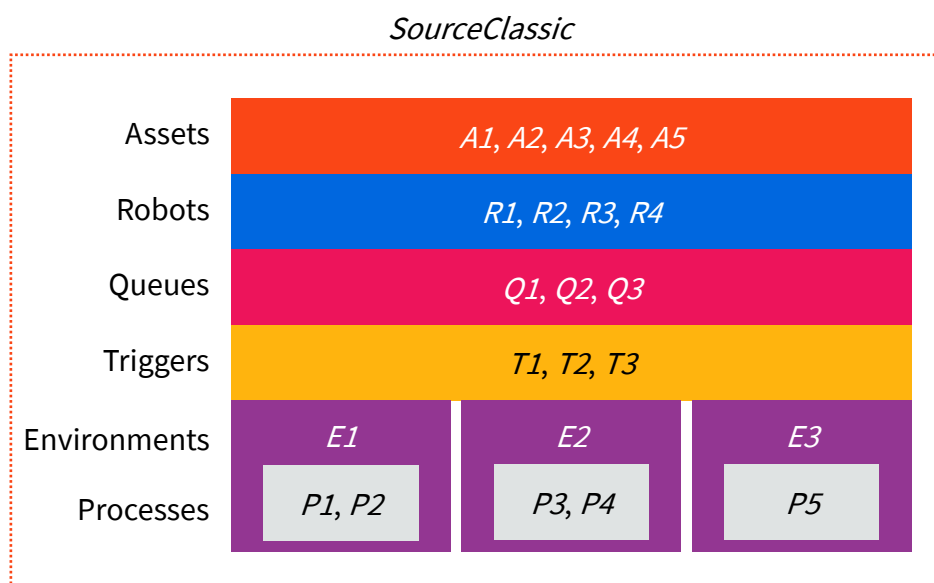 SourceClassic
Assets A1, A2, A3, A4, A5
Robots R1, R2, R3, R4
Queues Q1, Q2, Q3
Triggers T1, T2, T3
Environments E1 E2 E3
Processes P1, P2 P3, P4 P5